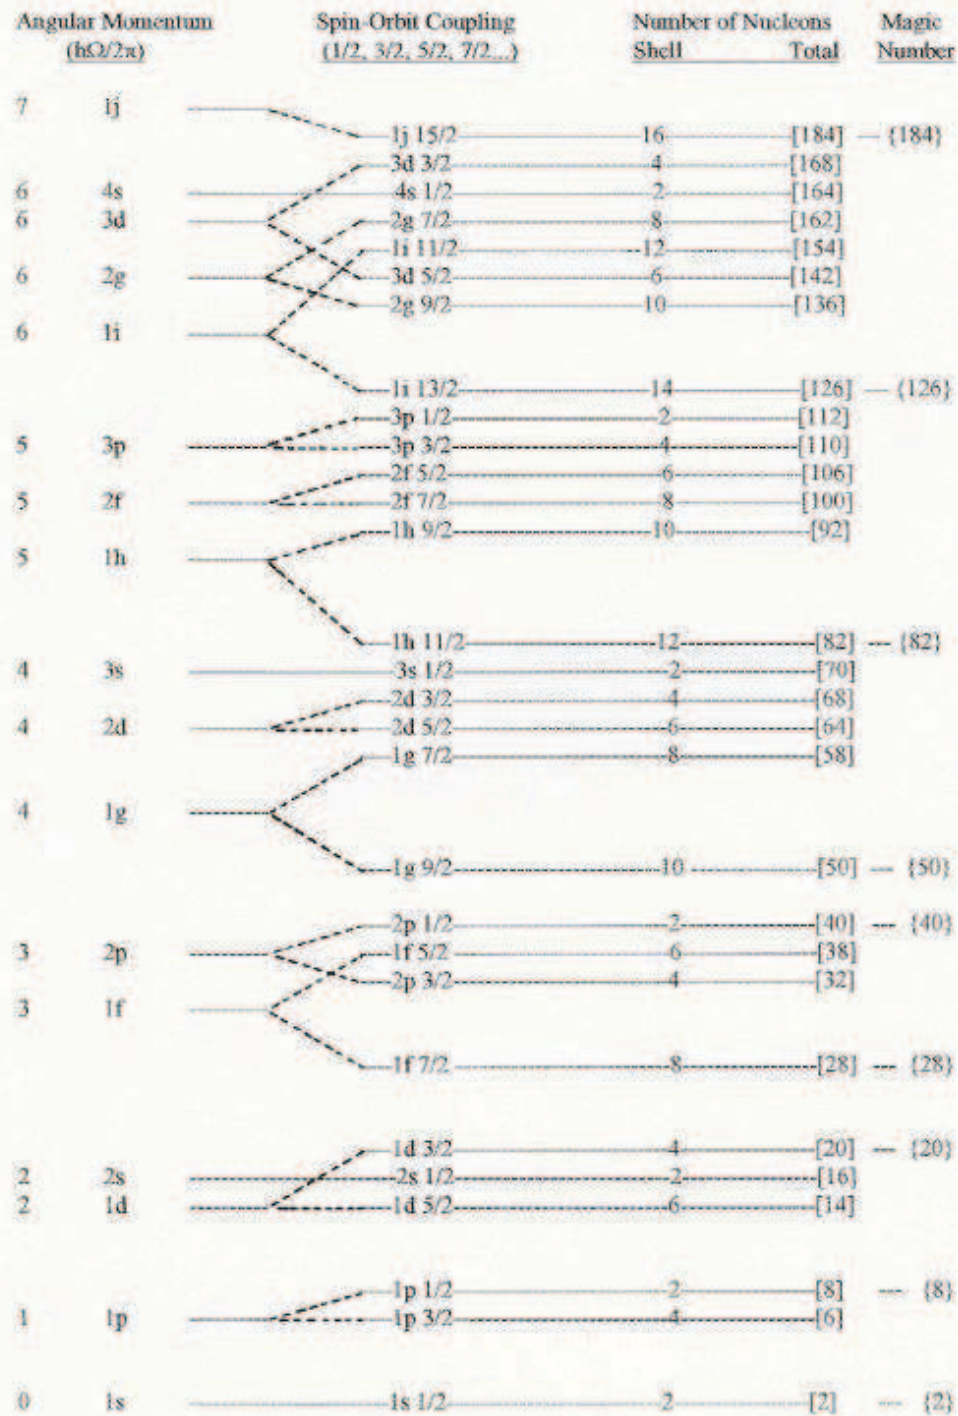 Angular Momentum Spin-Orbit Coupling Number of Nucleons Magic
(hΩ/2π) (1/2, 3/2, 5/2, 7/2...) Shell Total Number
7 1j
1j 15/2 16 [184] {184}
3d 3/2 4 [168]
6 4s 4s 1/2 2 [164]
6 3d 2g 7/2 8 [162]
1i 11/2 12 [154]
6 2g 3d 5/2 6 [142]
2g 9/2 10 [136]
6 1i
1i 13/2 14 [126] {126}
3p 1/2 2 [112]
5 3p 3p 3/2 4 [110]
2f 5/2 6 [106]
5 2f 2f 7/2 8 [100]
1h 9/2 10 [92]
5 1h
1h 11/2 12 [82] {82}
4 3s 3s 1/2 2 [70]
2d 3/2 4 [68]
4 2d 2d 5/2 6 [64]
1g 7/2 8 [58]
4 1g
1g 9/2 10 [50] {50}
2p 1/2 2 [40] {40}
3 2p 1f 5/2 6 [38]
2p 3/2 4 [32]
3 1f
1f 7/2 8 [28] {28}
1d 3/2 4 [20] {20}
2 2s 2s 1/2 2 [16]
2 1d 1d 5/2 6 [14]
1p 1/2 2 [8] {8}
1 1p 1p 3/2 4 [6]
0 1s 1s 1/2 2 [2] {2}